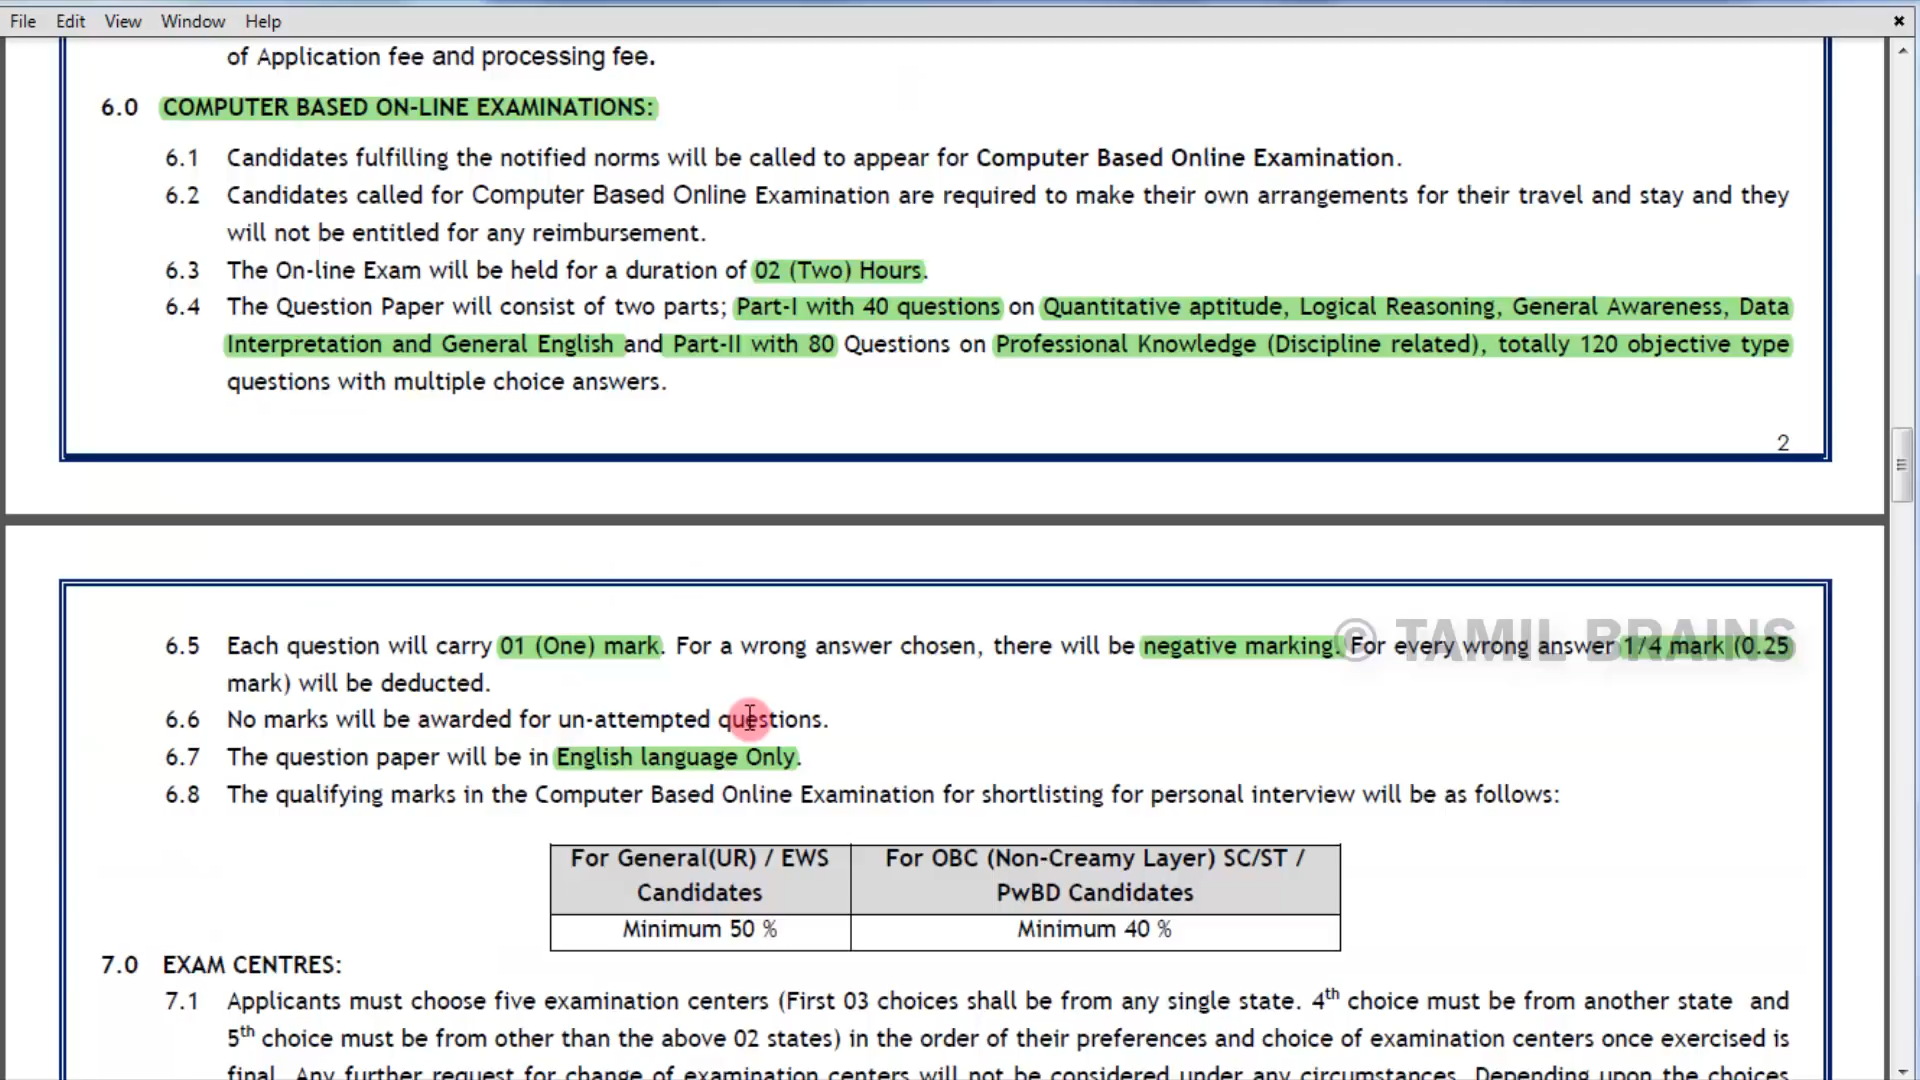 File Edit View Window Help
of Application fee and processing fee.
6.0 COMPUTER BASED ON-LINE EXAMINATIONS:
6.1 Candidates fulfilling the notified norms will be called to appear for Computer Based Online Examination.
6.2 Candidates called for Computer Based Online Examination are required to make their own arrangements for their travel and stay and they
will not be entitled for any reimbursement.
6.3 The On-line Exam will be held for a duration of 02 (Two) Hours.
6.4 The Question Paper will consist of two parts; Part-I with 40 questions on Quantitative aptitude, Logical Reasoning, General Awareness, Data
Interpretation and General English and Part-II with 80 Questions on Professional Knowledge (Discipline related), totally 120 objective type
questions with multiple choice answers.
2
© TAMIL BRAINS
6.5 Each question will carry 01 (One) mark. For a wrong answer chosen, there will be negative marking. For every wrong answer 1/4 mark (0.25
mark) will be deducted.
6.6 No marks will be awarded for un-attempted questions.
6.7 The question paper will be in English language Only.
6.8 The qualifying marks in the Computer Based Online Examination for shortlisting for personal interview will be as follows:
For General(UR) / EWS
Candidates
For OBC (Non-Creamy Layer) SC/ST /
PwBD Candidates
Minimum 50 %
Minimum 40 %
7.0 EXAM CENTRES:
7.1 Applicants must choose five examination centers (First 03 choices shall be from any single state. 4th choice must be from another state and
5th choice must be from other than the above 02 states) in the order of their preferences and choice of examination centers once exercised is
final. Any further request for change of examination centers will not be considered under any circumstances. Depending upon the choices